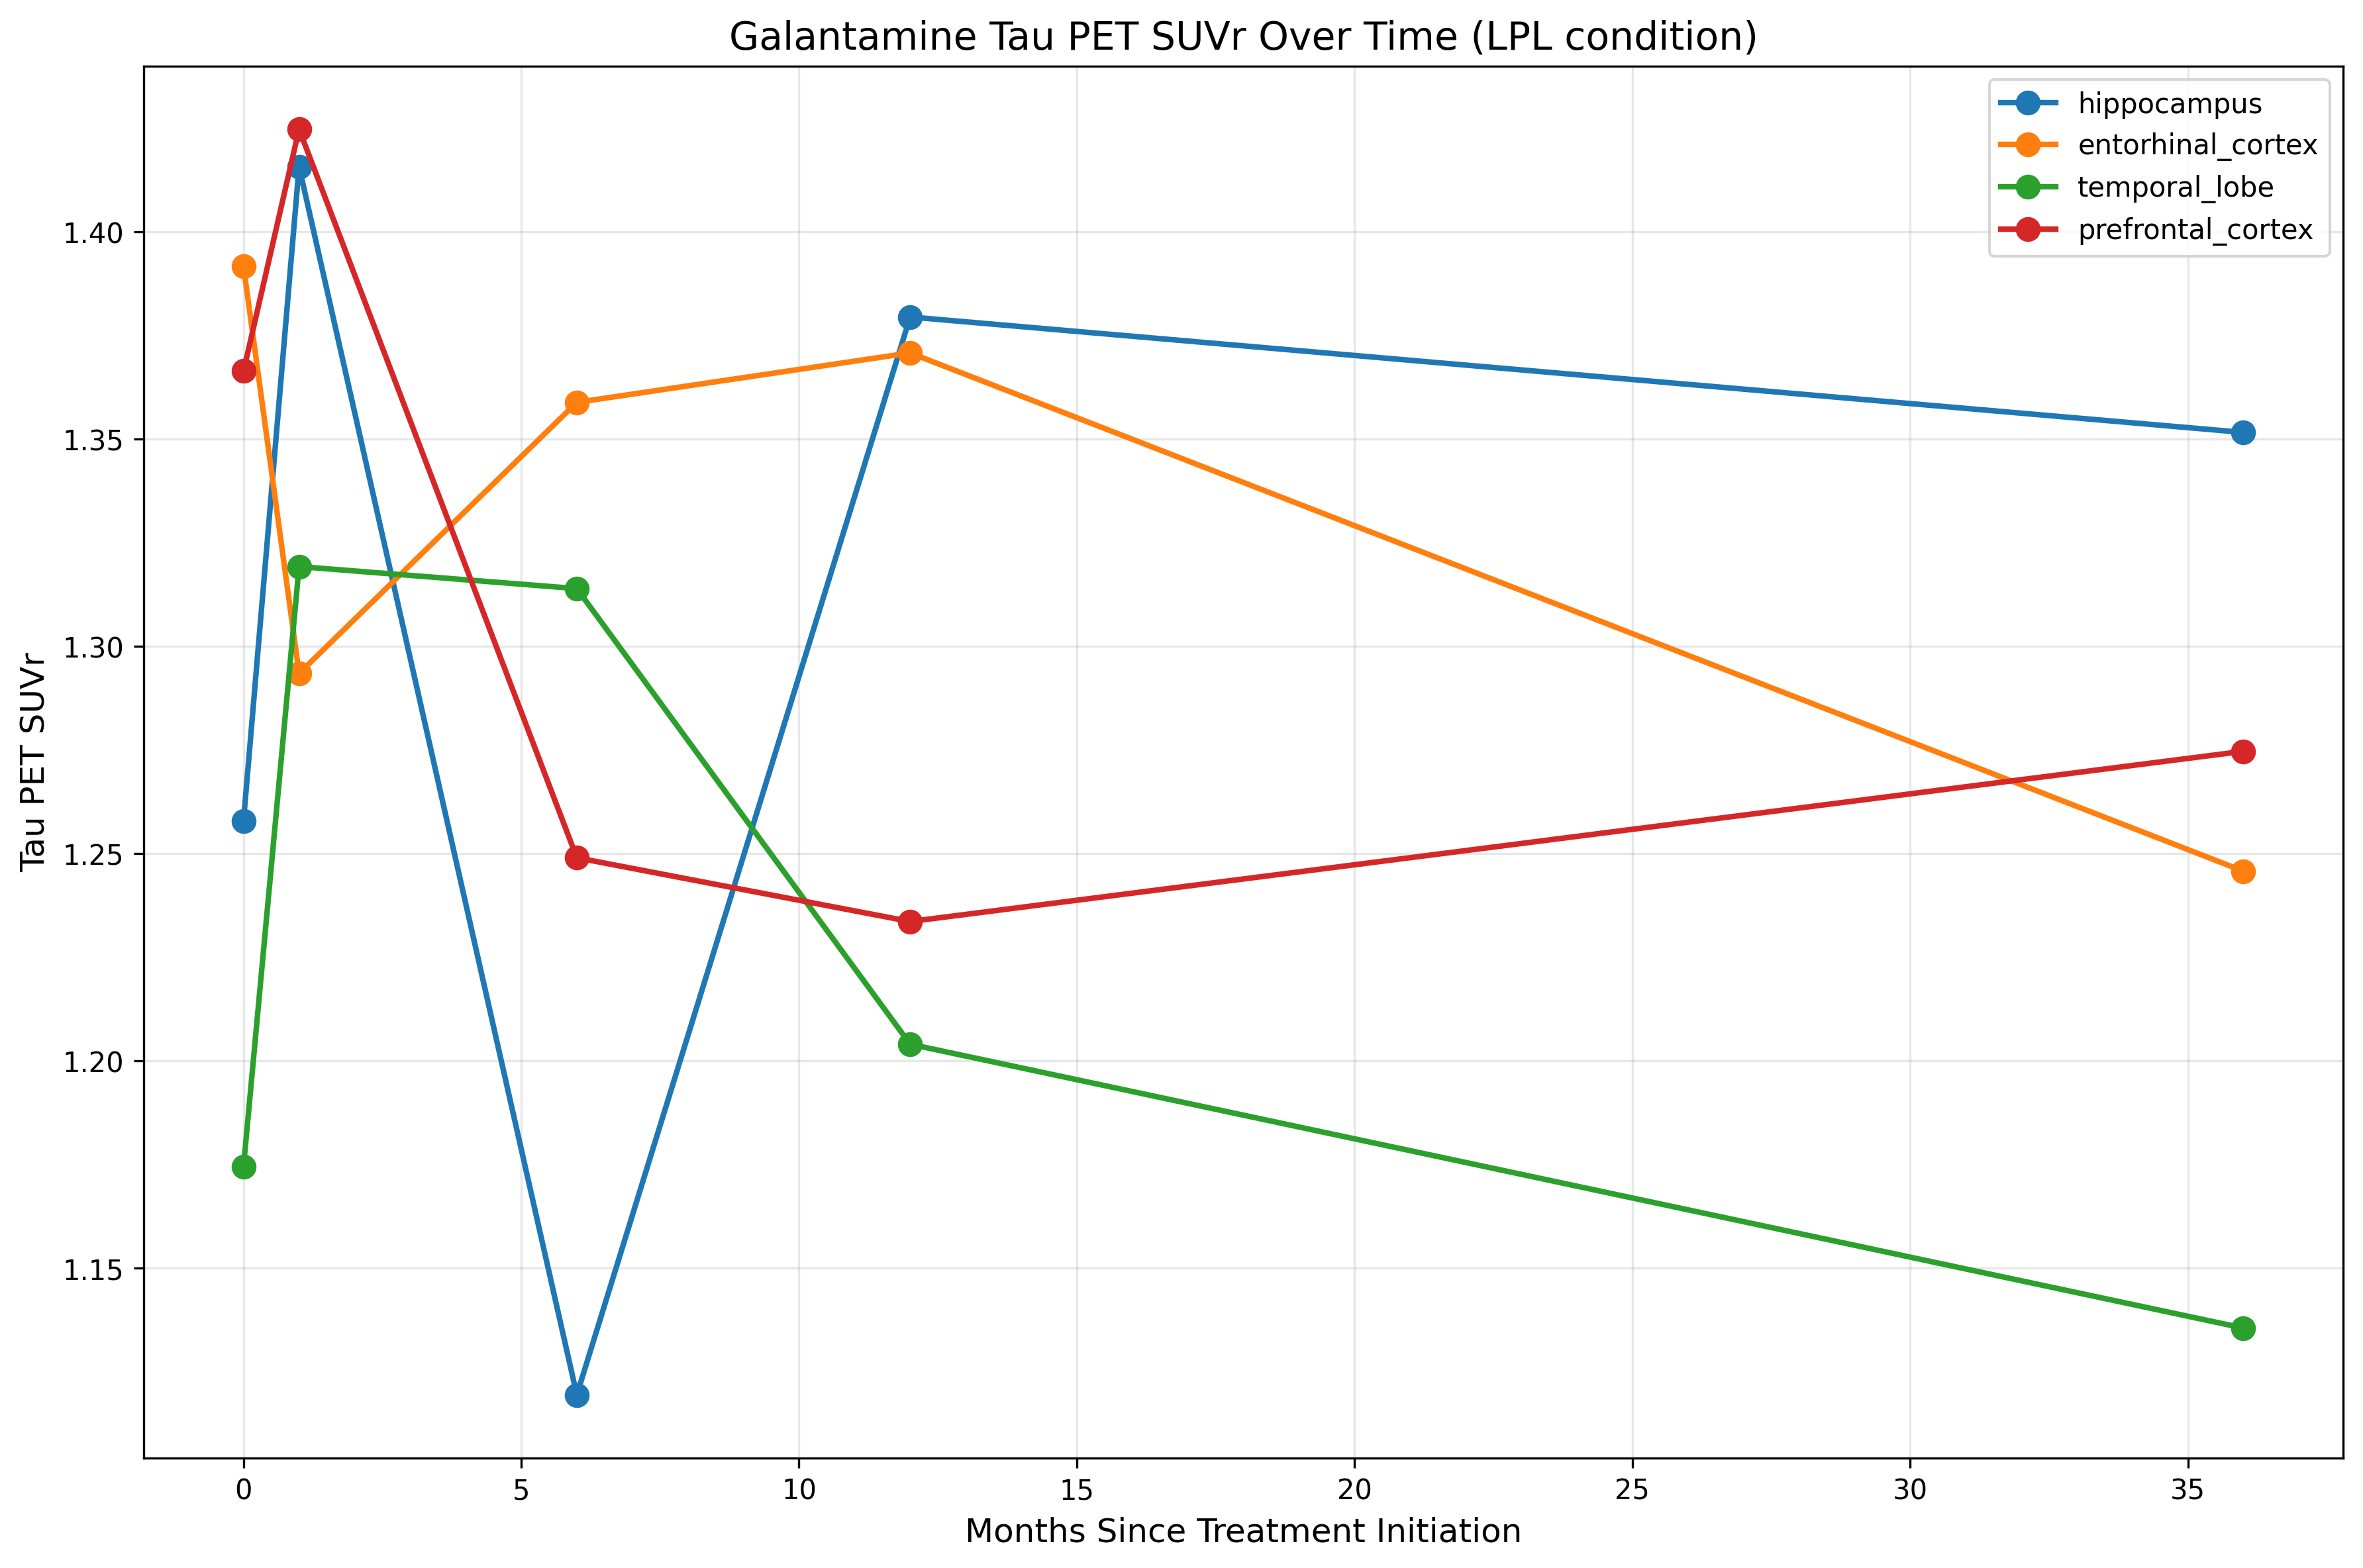 Galantamine Tau PET SUVr Over Time (LPL condition)
hippocampus
entorhinal_cortex
temporal_lobe
prefrontal_cortex
Tau PET SUVr
1.40
1.35
1.30
1.25
1.20
1.15
0 5 10 15 20 25 30 35
Months Since Treatment Initiation